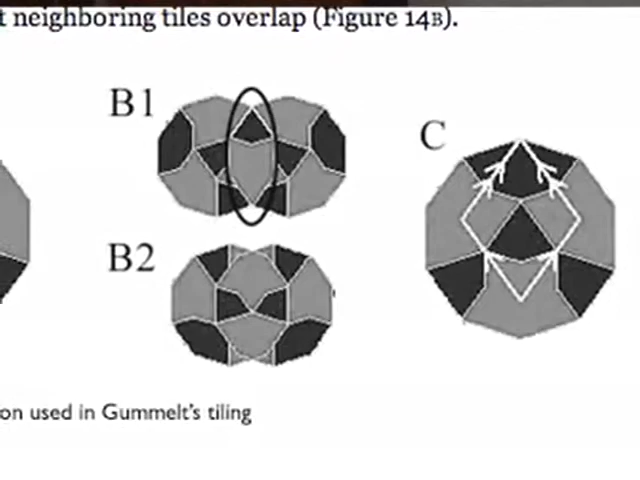 t neighboring tiles overlap (Figure 14B).
B1
C
B2
on used in Gummelt's tiling